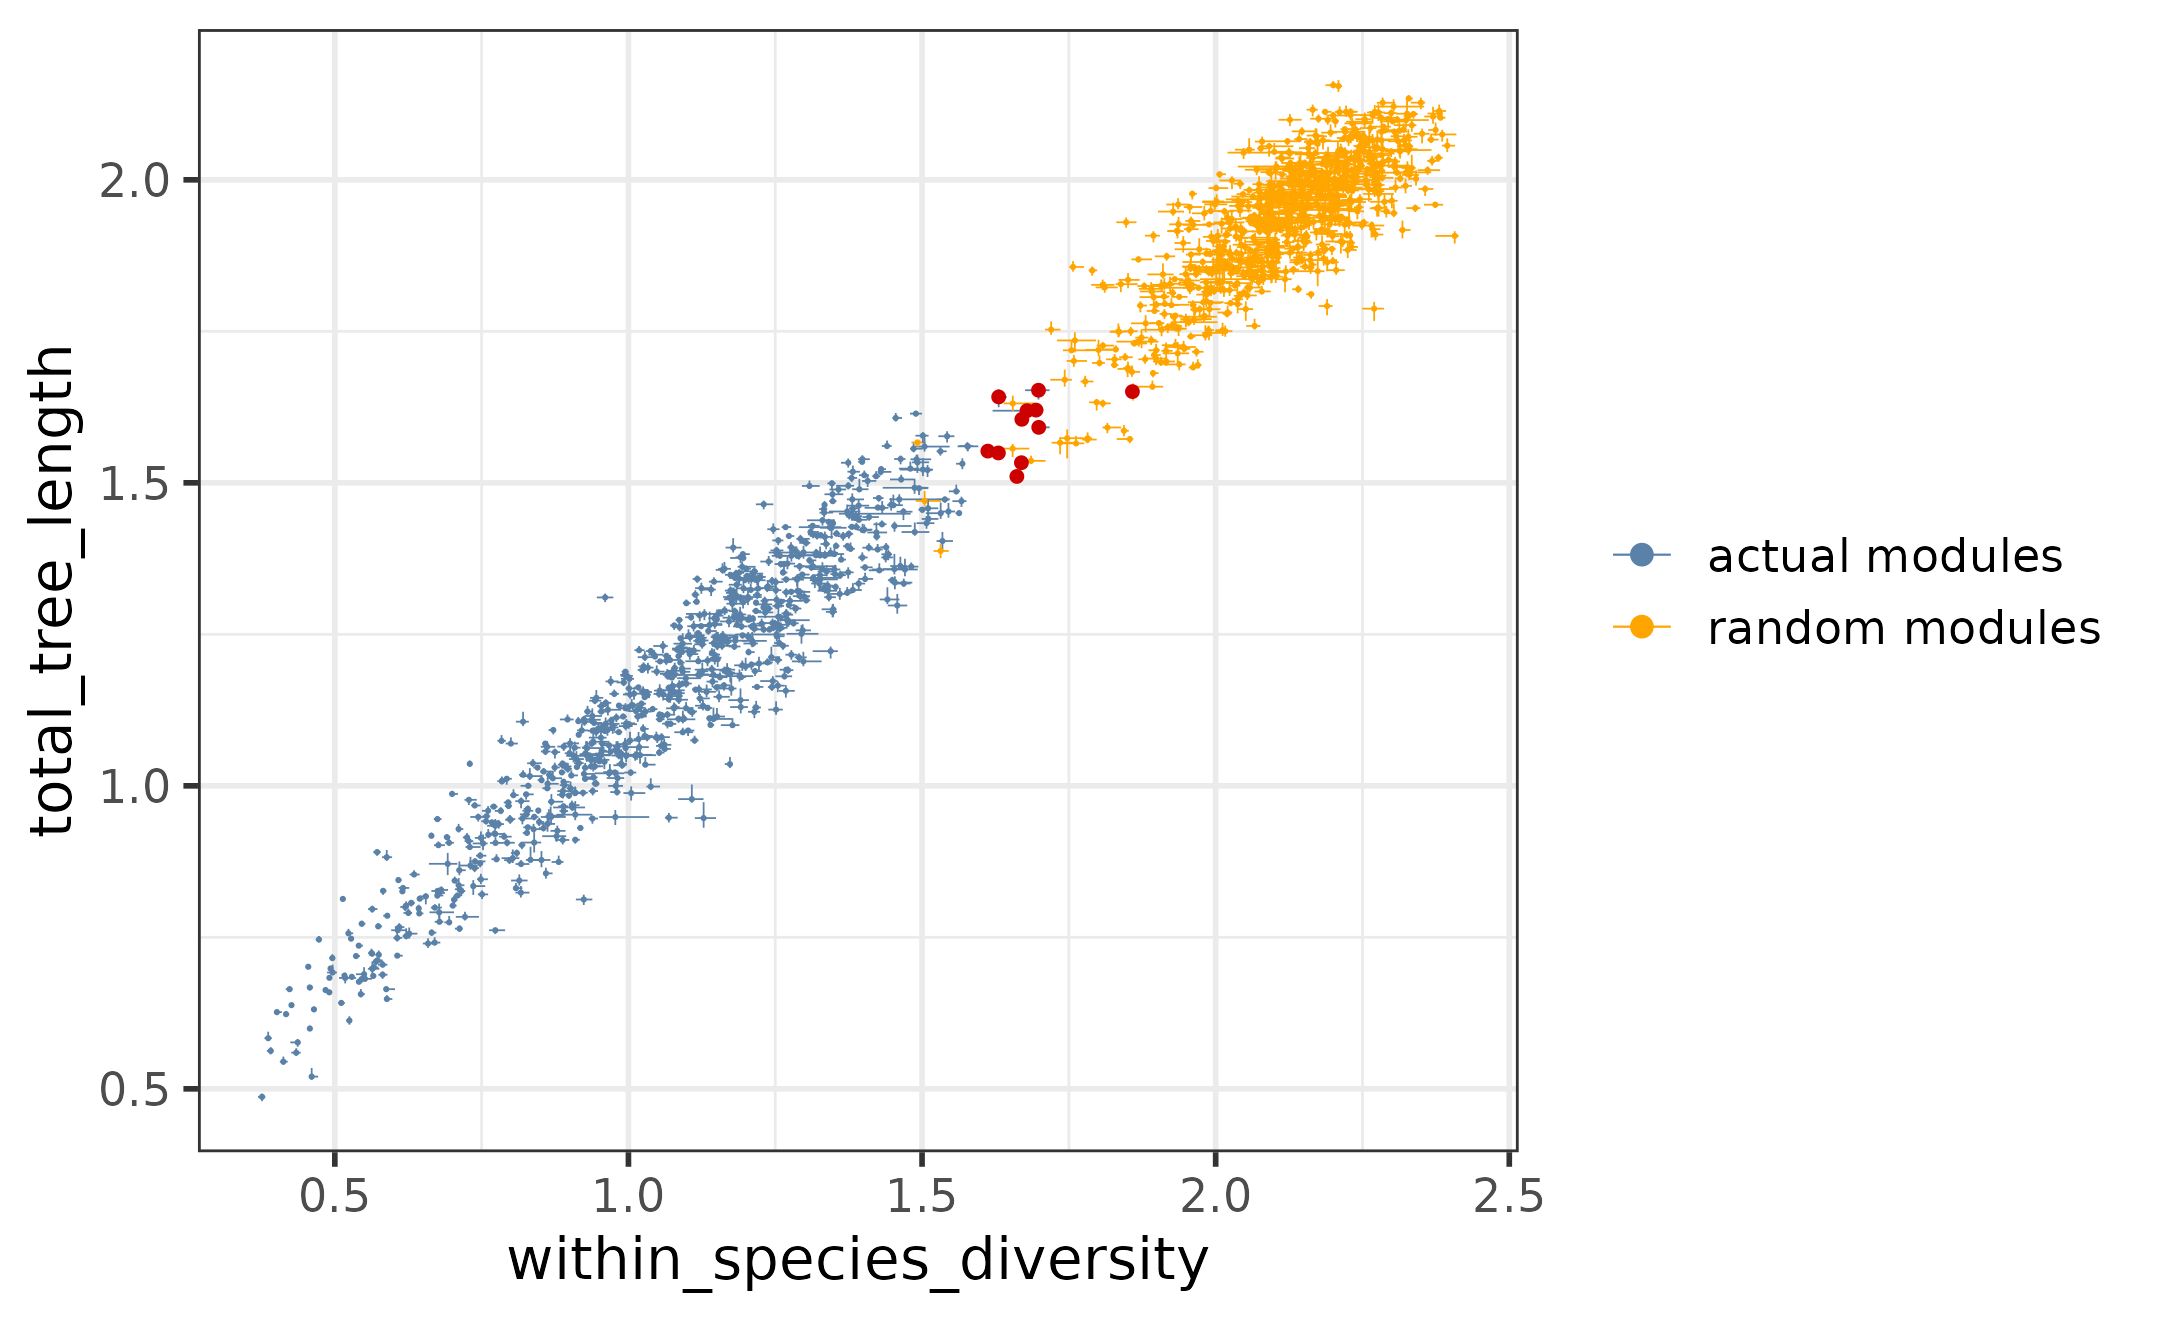 total_tree_length
2.0
1.5
1.0
0.5
0.5 1.0 1.5 2.0 2.5
within_species_diversity
actual modules
random modules